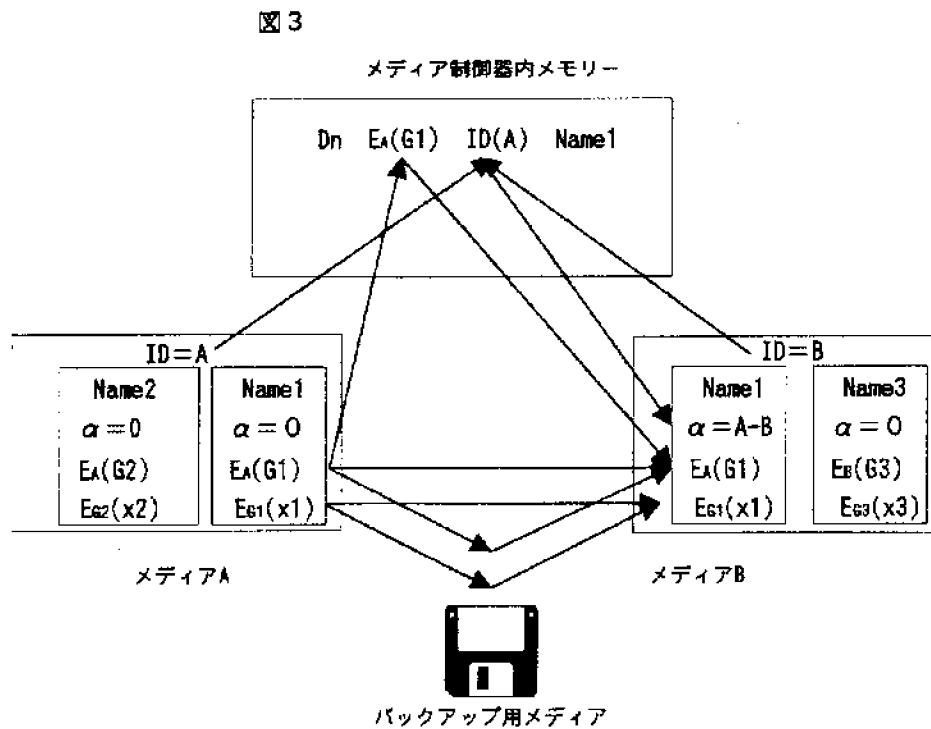 図3
メディア制御器内メモリー
Dn EA(G1) ID(A) Name1
ID=A
Name2
α=0
EA(G2)
EG2(x2)
Name1
α=0
EA(G1)
EG1(x1)
メディアA
ID=B
Name1
α=A-B
EA(G1)
EG1(x1)
Name3
α=0
EB(G3)
EG3(x3)
メディアB
バックアップ用メディア